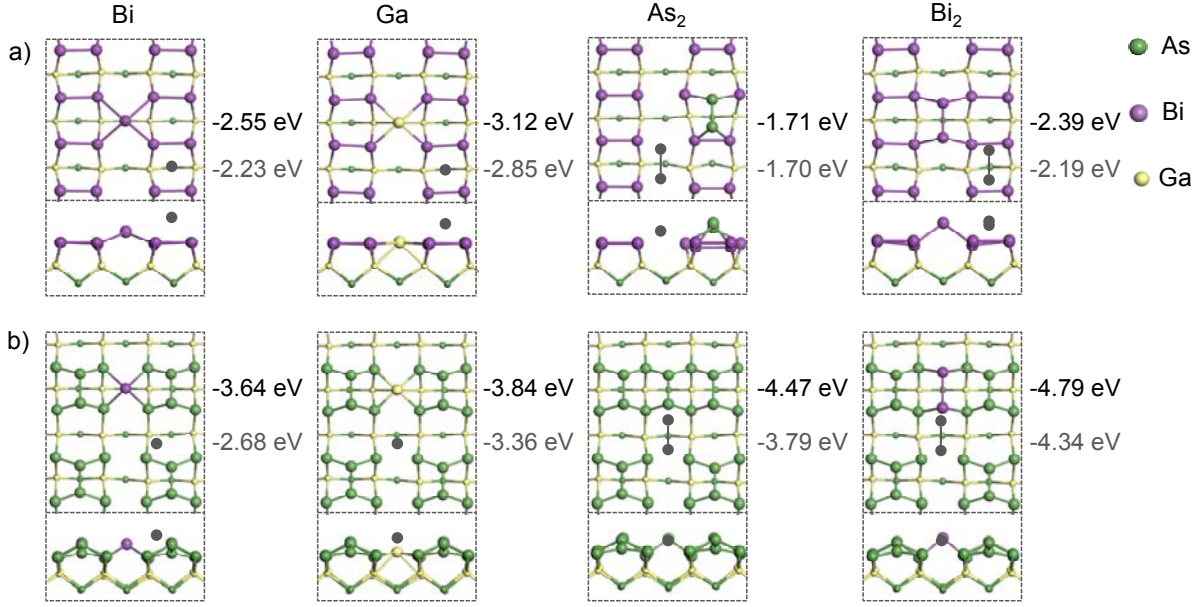 Bi Ga As₂ Bi₂
a)
As
Bi
Ga
-2.55 eV -3.12 eV -1.71 eV -2.39 eV
-2.23 eV -2.85 eV -1.70 eV -2.19 eV
b)
-3.64 eV -3.84 eV -4.47 eV -4.79 eV
-2.68 eV -3.36 eV -3.79 eV -4.34 eV